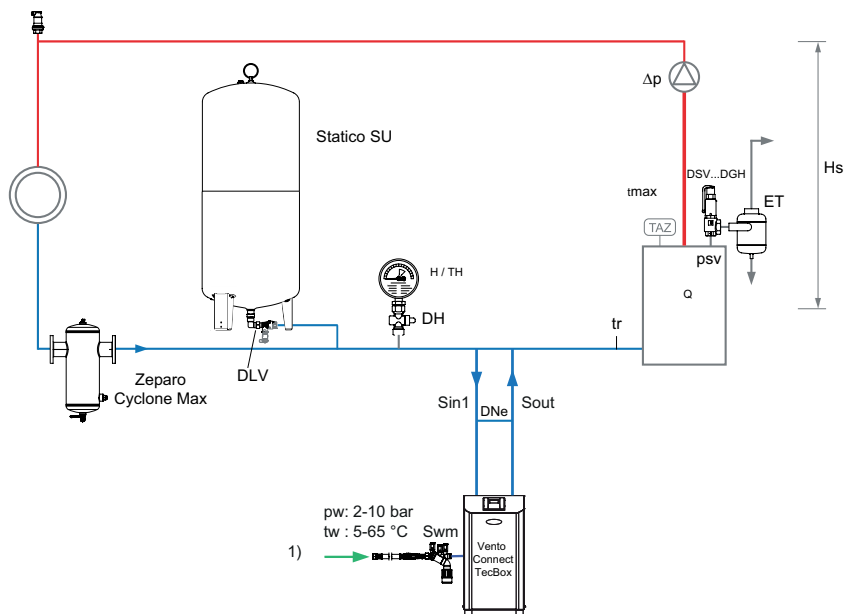 Δp
Statico SU
Hs
DSV...DGH
tmax
ET
TAZ
psv
H / TH
Q
DH
tr
DLV
Zeparo
Cyclone Max
Sin1
DNe
Sout
pw: 2-10 bar
tw : 5-65 °C
Swm
1)
Vento
Connect
TecBox